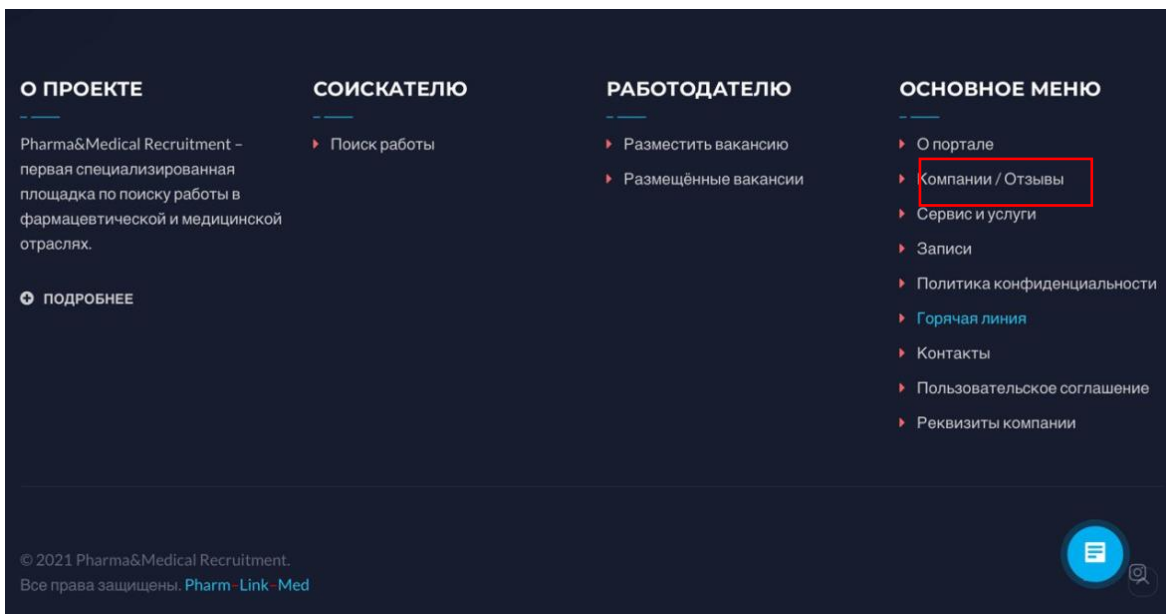 О ПРОЕКТЕ
Pharma&Medical Recruitment –
первая специализированная
площадка по поиску работы в
фармацевтической и медицинской
отраслях.
ПОДРОБНЕЕ
СОИСКАТЕЛЮ
Поиск работы
РАБОТОДАТЕЛЮ
Разместить вакансию
Размещённые вакансии
ОСНОВНОЕ МЕНЮ
О портале
Компании / Отзывы
Сервис и услуги
Записи
Политика конфиденциальности
Горячая линия
Контакты
Пользовательское соглашение
Реквизиты компании
© 2021 Pharma&Medical Recruitment.
Все права защищены. Pharm-Link-Med